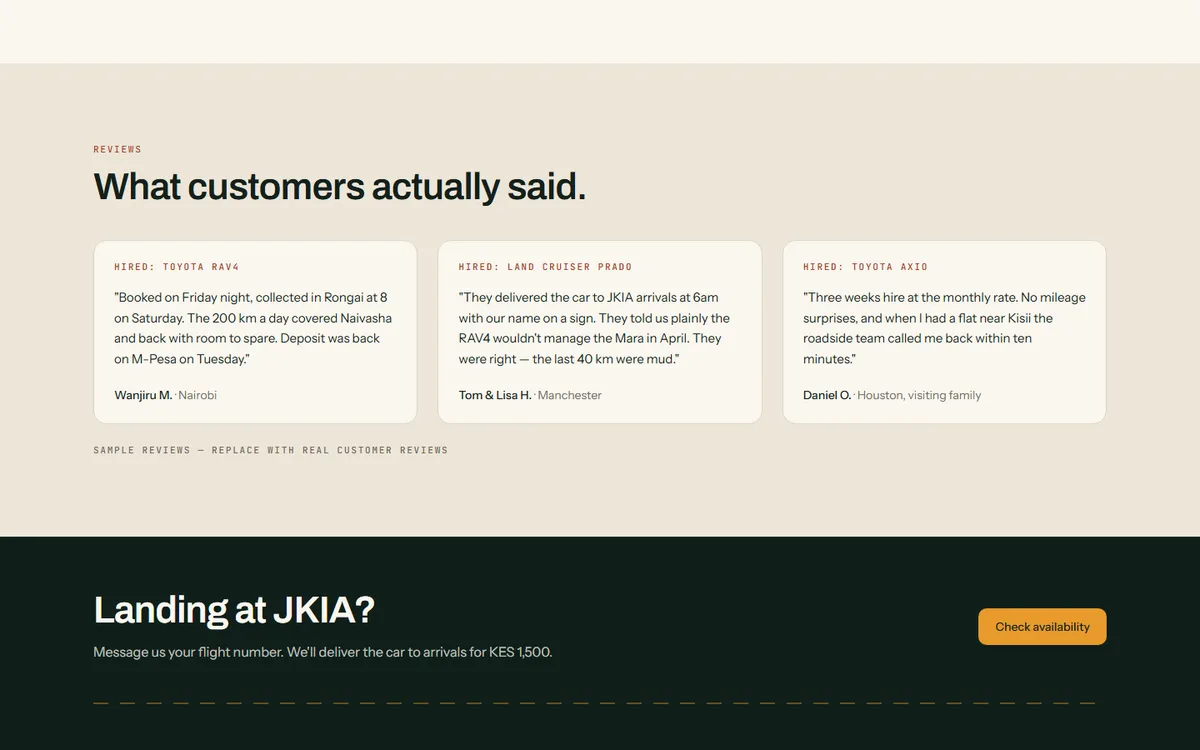 REVIEWS
What customers actually said.
HIRED: TOYOTA RAV4
"Booked on Friday night, collected in Rongai at 8
on Saturday. The 200 km a day covered Naivasha
and back with room to spare. Deposit was back
on M-Pesa on Tuesday."
Wanjiru M. · Nairobi
HIRED: LAND CRUISER PRADO
"They delivered the car to JKIA arrivals at 6am
with our name on a sign. They told us plainly the
RAV4 wouldn't manage the Mara in April. They
were right — the last 40 km were mud."
Tom & Lisa H. · Manchester
HIRED: TOYOTA AXIO
"Three weeks hire at the monthly rate. No mileage
surprises, and when I had a flat near Kisii the
roadside team called me back within ten
minutes."
Daniel O. · Houston, visiting family
SAMPLE REVIEWS — REPLACE WITH REAL CUSTOMER REVIEWS
Landing at JKIA?
Message us your flight number. We'll deliver the car to arrivals for KES 1,500.
Check availability